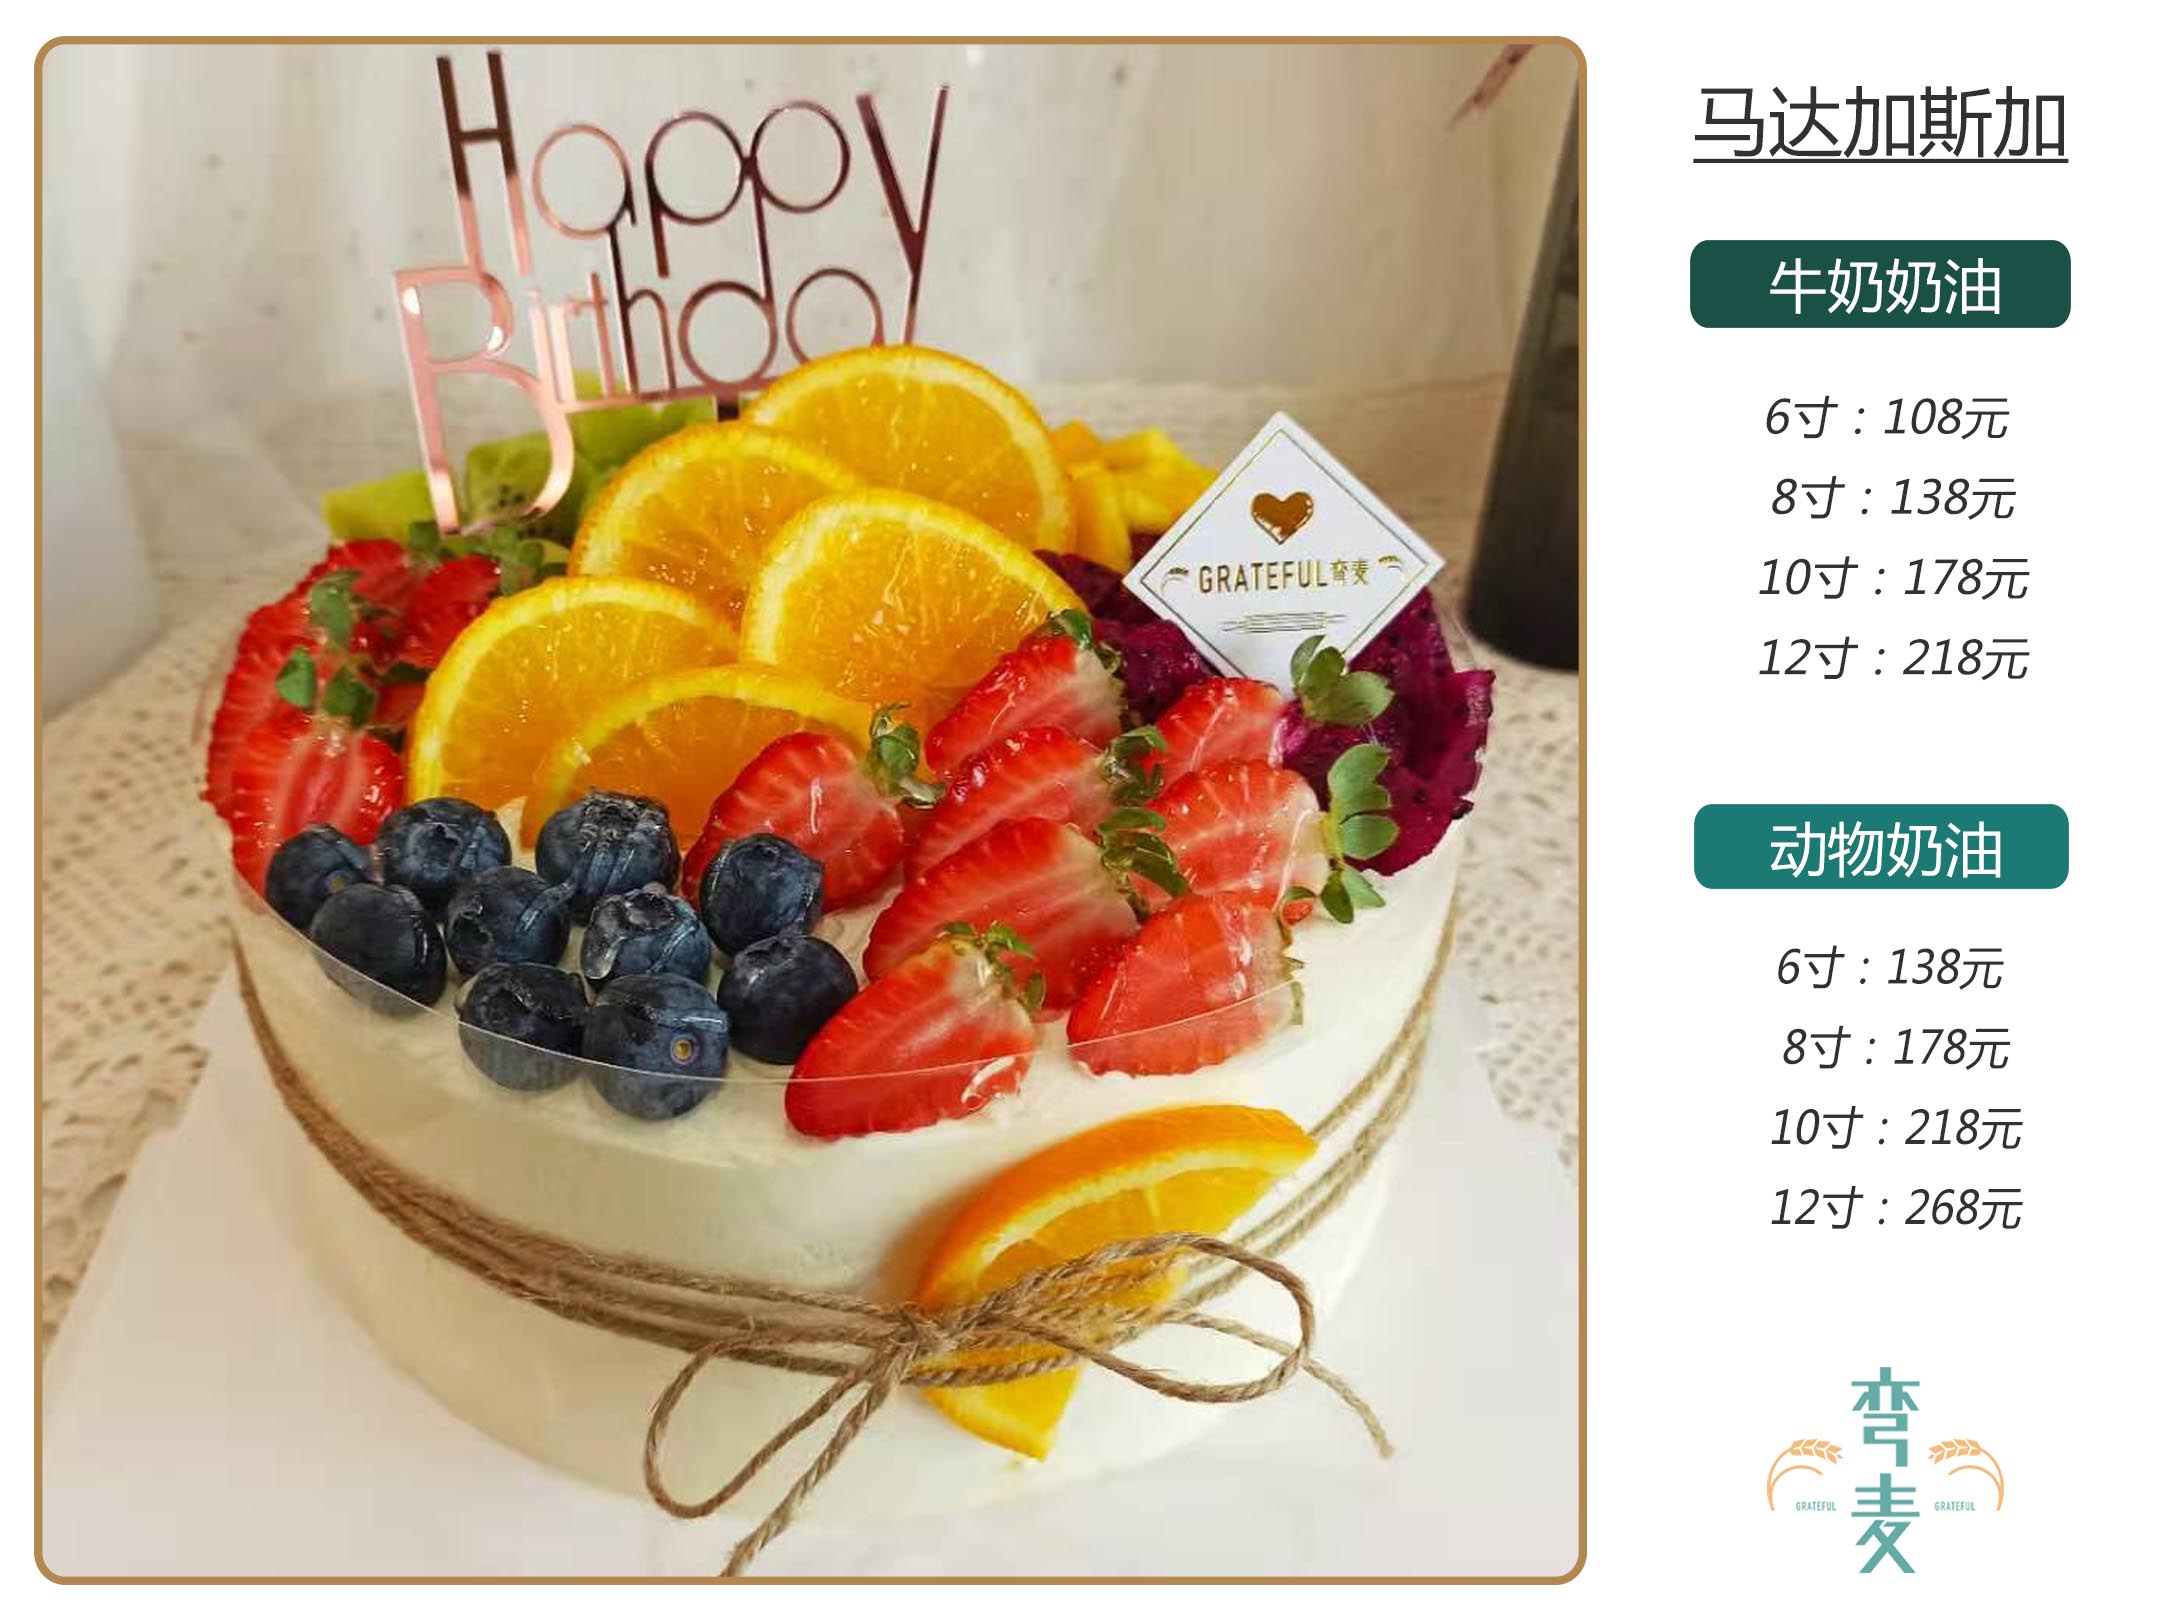 Happy
Birthday
GRATEFUL弯麦
马达加斯加
牛奶奶油
6寸：108元
8寸：138元
10寸：178元
12寸：218元
动物奶油
6寸：138元
8寸：178元
10寸：218元
12寸：268元
弯麦
GRATEFUL GRATEFUL